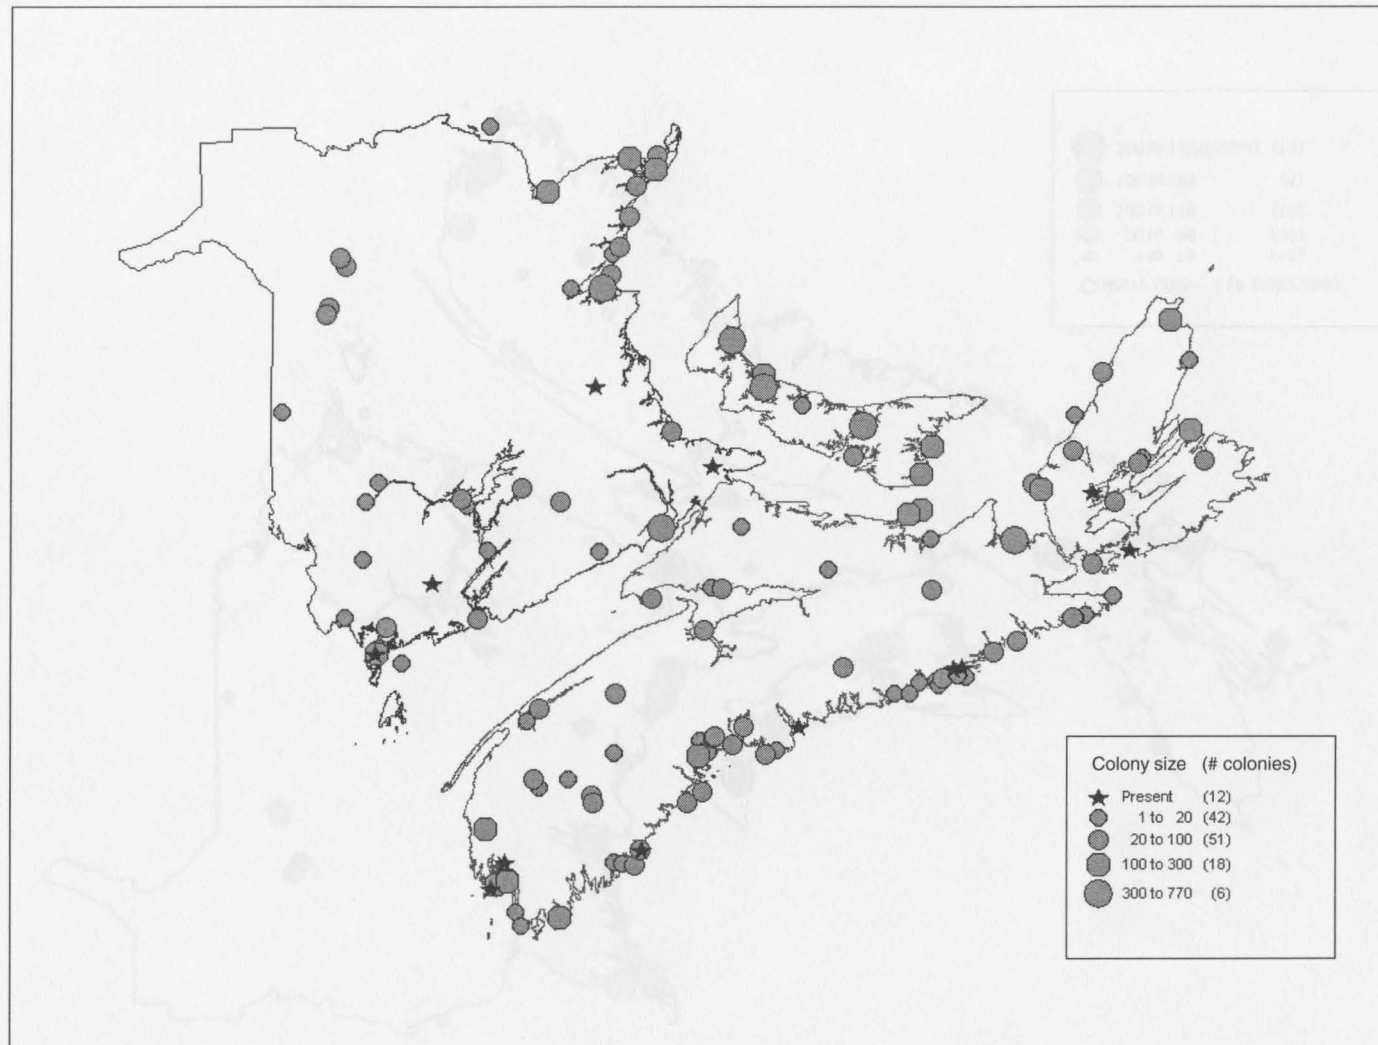 Colony size (# colonies)
Present (12)
1 to 20 (42)
20 to 100 (51)
100 to 300 (18)
300 to 770 (6)